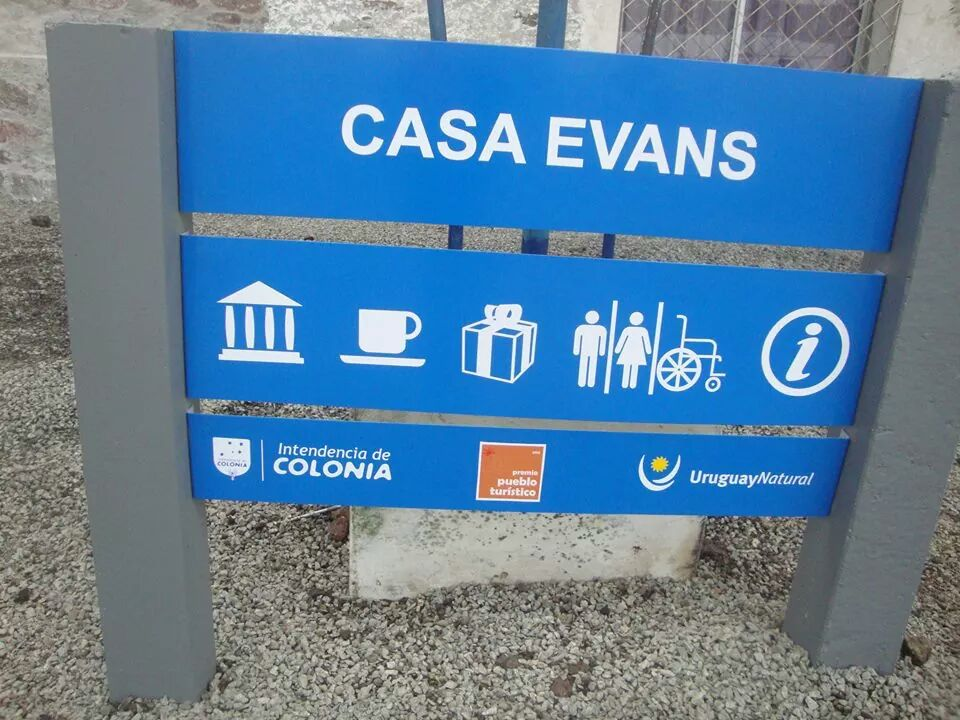 CASA EVANS
i
Intendencia de
COLONIA
COLONIA
premio
pueblo
turístico
UruguayNatural